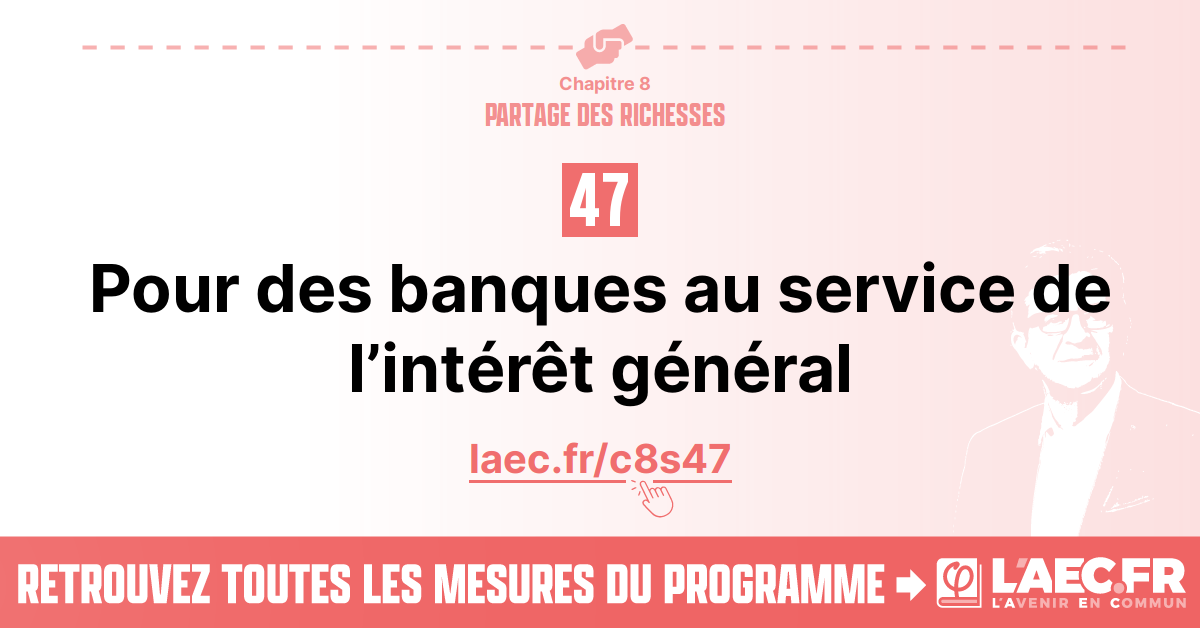 Chapitre 8
PARTAGE DES RICHESSES
47
Pour des banques au service de
l’intérêt général
laec.fr/c8s47
RETROUVEZ TOUTES LES MESURES DU PROGRAMME
φ L'AEC.FR
L'AVENIR EN COMMUN